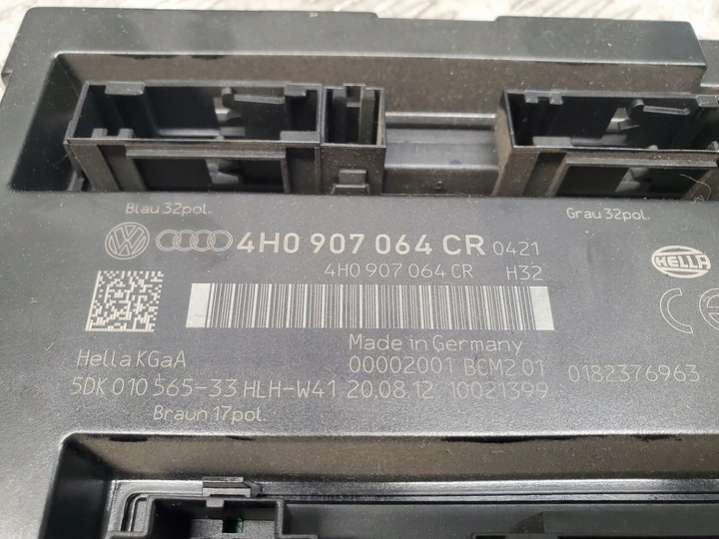 Blau 32pol.
Grau 32pol.
4H0 907 064 CR 0421
4H0 907 064 CR H32
HELLA
Made in Germany
Hella KGaA
00002001 BCM2.01
0182376963
5DK 010 565-33 HLH-W41 20.08.12 10021399
Braun 17pol.